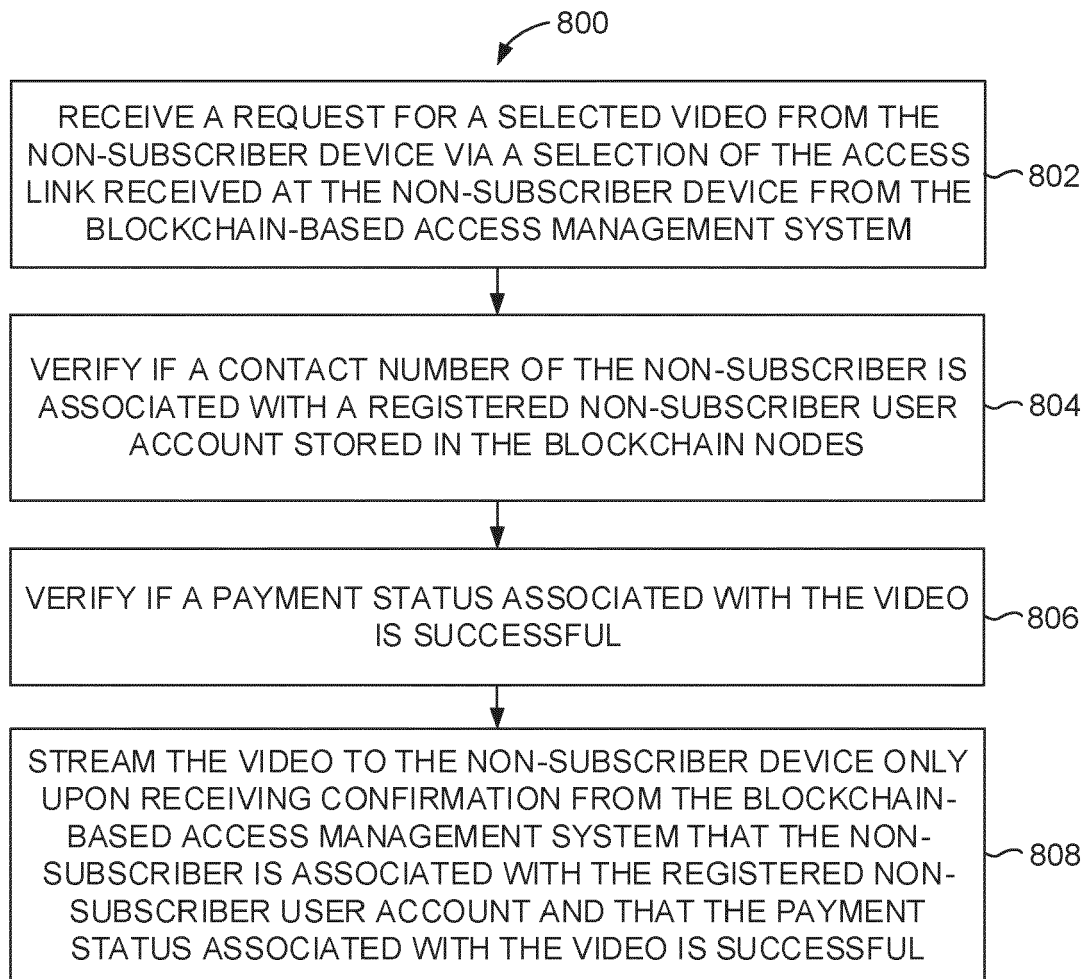 800
RECEIVE A REQUEST FOR A SELECTED VIDEO FROM THE
NON-SUBSCRIBER DEVICE VIA A SELECTION OF THE ACCESS
LINK RECEIVED AT THE NON-SUBSCRIBER DEVICE FROM THE
BLOCKCHAIN-BASED ACCESS MANAGEMENT SYSTEM
802
VERIFY IF A CONTACT NUMBER OF THE NON-SUBSCRIBER IS
ASSOCIATED WITH A REGISTERED NON-SUBSCRIBER USER
ACCOUNT STORED IN THE BLOCKCHAIN NODES
804
VERIFY IF A PAYMENT STATUS ASSOCIATED WITH THE VIDEO
IS SUCCESSFUL
806
STREAM THE VIDEO TO THE NON-SUBSCRIBER DEVICE ONLY
UPON RECEIVING CONFIRMATION FROM THE BLOCKCHAIN-
BASED ACCESS MANAGEMENT SYSTEM THAT THE NON-
SUBSCRIBER IS ASSOCIATED WITH THE REGISTERED NON-
SUBSCRIBER USER ACCOUNT AND THAT THE PAYMENT
STATUS ASSOCIATED WITH THE VIDEO IS SUCCESSFUL
808